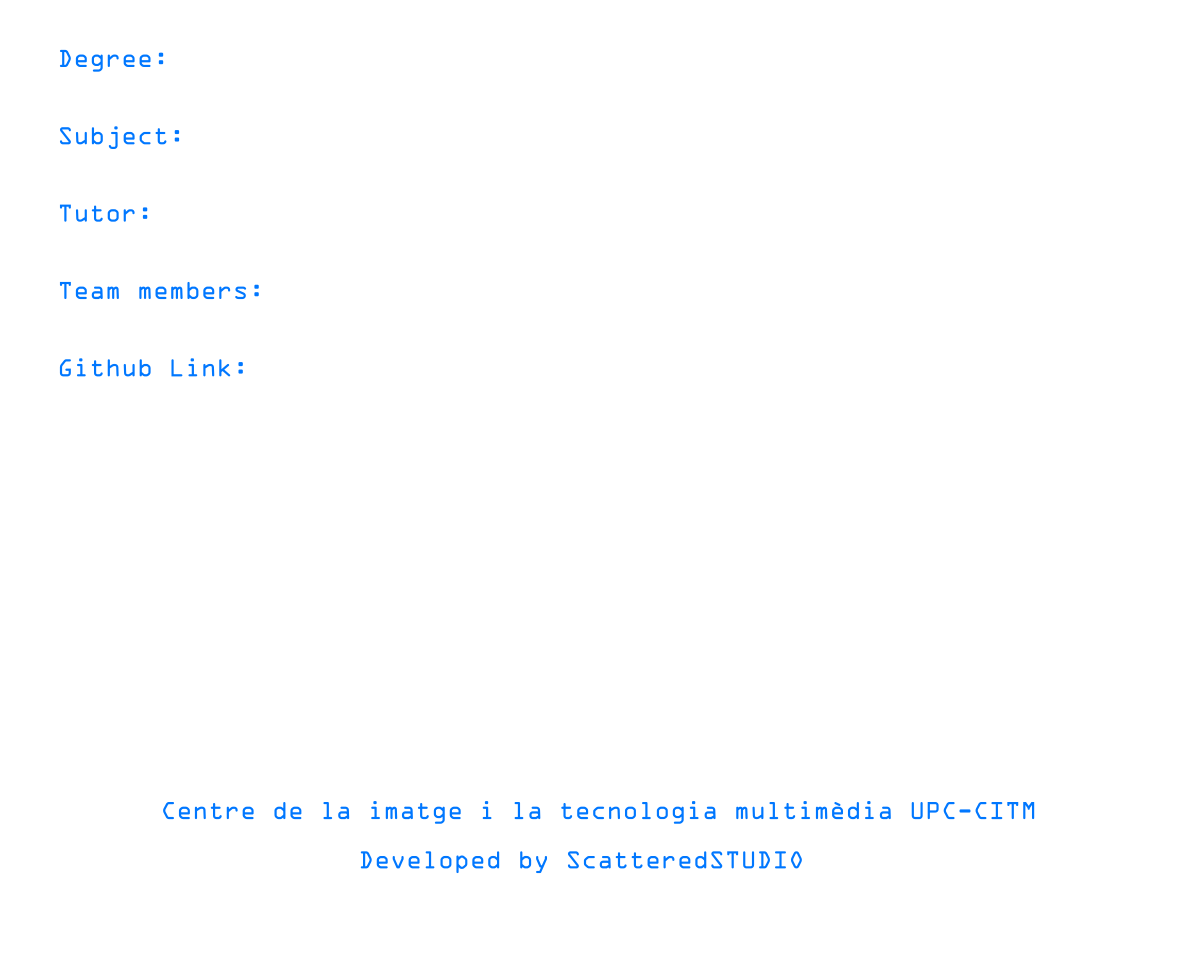 Degree:
Subject:
Tutor:
Team members:
Github Link:
Centre de la imatge i la tecnologia multimèdia UPC-CITM
Developed by ScatteredSTUDIO